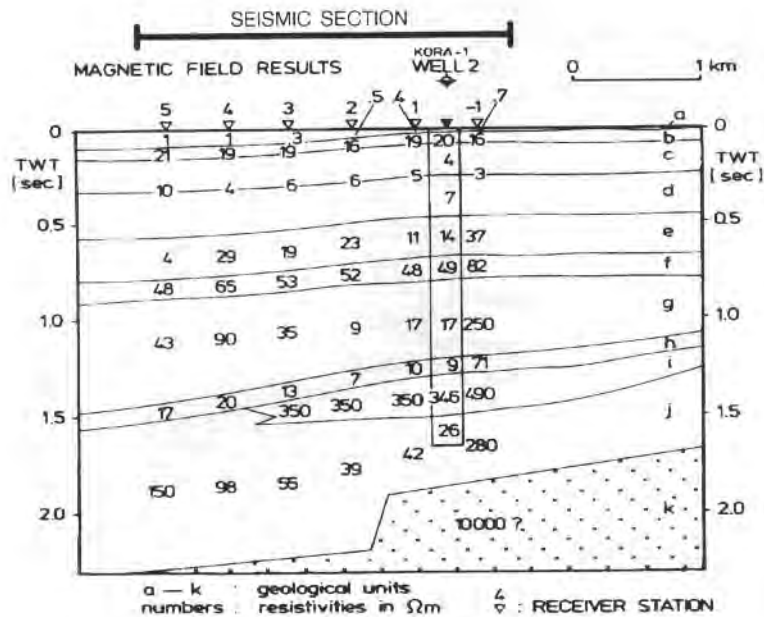 SEISMIC SECTION
KORA-1
MAGNETIC FIELD RESULTS WELL 2 0 1 km
5 4 3 2 .5 4 1 -1 .7
0 1 1 3 0 a
21 19 19 16 19 20 16 b
TWT 4 c TWT
[sec] 10 4 6 6 5 3 [sec]
7 d
0.5 0.5
4 29 19 23 11 14 37 e
48 65 53 52 48 49 82 f
1.0 43 90 35 9 17 17 250 g 1.0
h
17 20 13 7 10 9 71 i
1.5 350 350 350 346 490 j 1.5
26
150 98 55 39 42 280
2.0 10000 ? k 2.0
a — k : geological units
numbers : resistivities in Ωm 4 : RECEIVER STATION